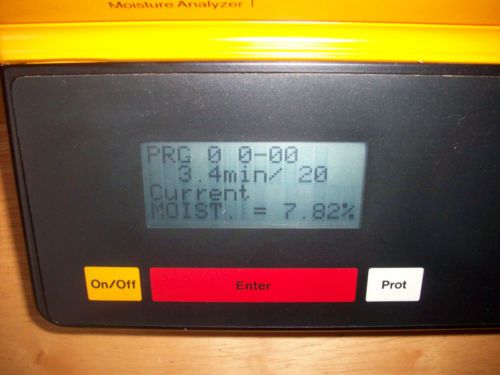 Moisture Analyzer
PRG 0 0-00
3.4min/ 20
Current
MOIST. = 7.82%
On/Off
Enter
Prot